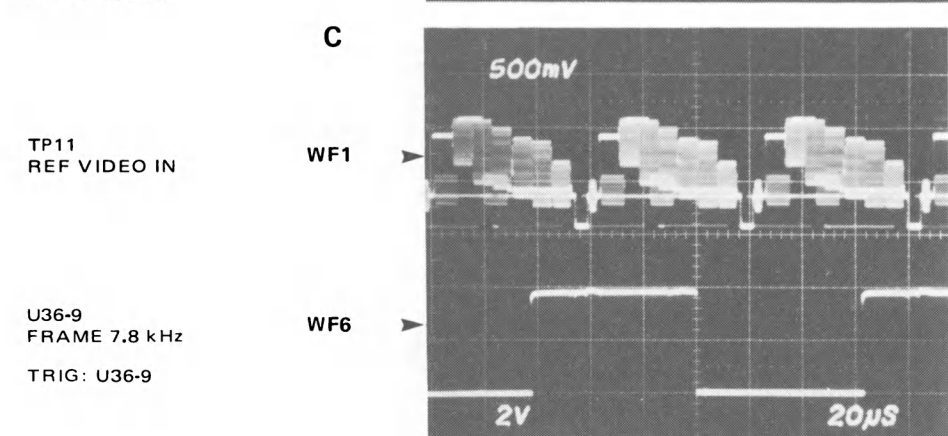 C
500mV
TP11
REF VIDEO IN
WF1
U36-9
FRAME 7.8 kHz
WF6
TRIG: U36-9
2V
20µS